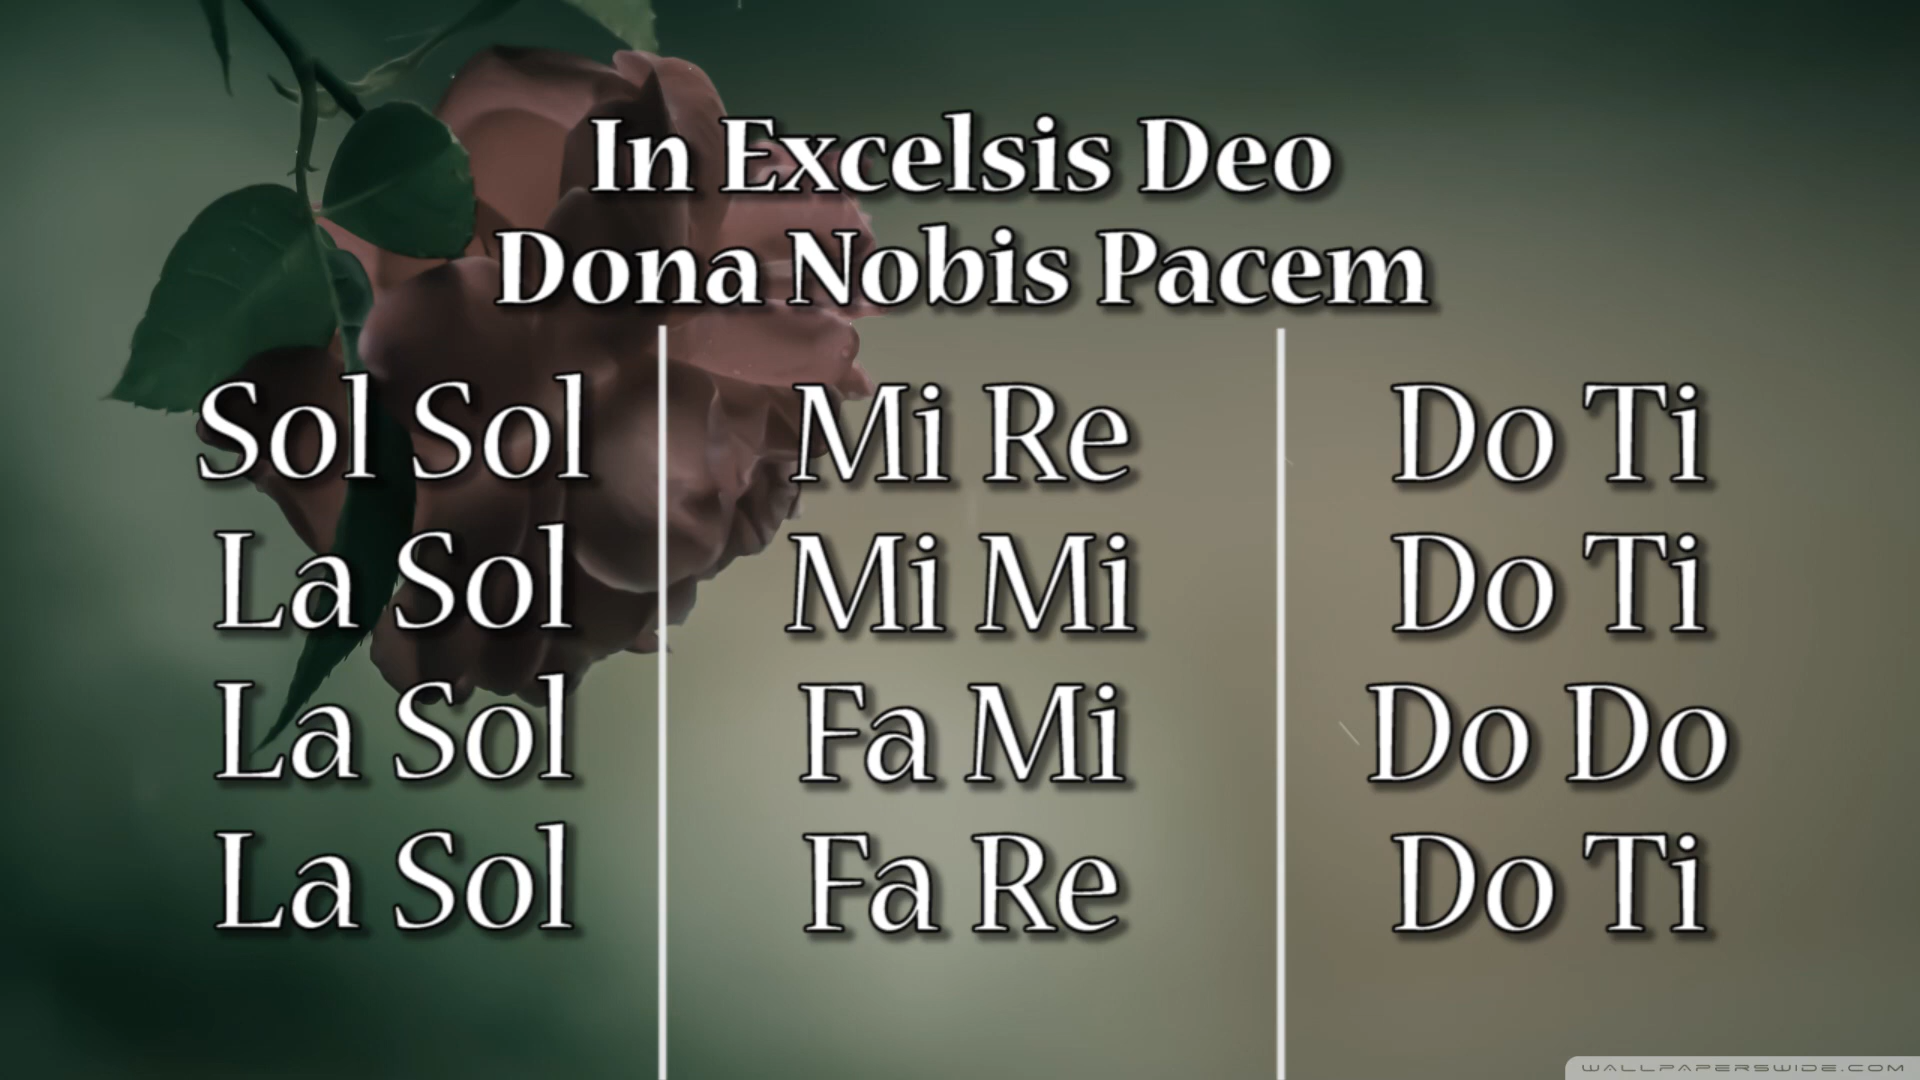 In Excelsis Deo
Dona Nobis Pacem
Sol Sol
La Sol
La Sol
La Sol
Mi Re
Mi Mi
Fa Mi
Fa Re
Do Ti
Do Ti
Do Do
Do Ti
WALLPAPERSWIDE.COM